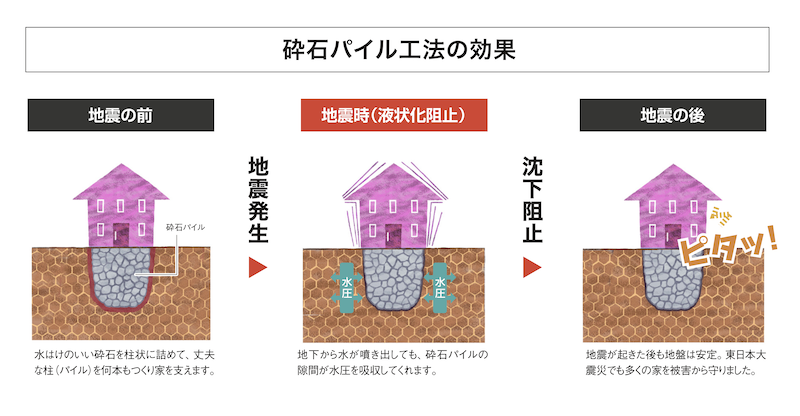 砕石パイル工法の効果
地震の前
砕石パイル
水はけのいい砕石を柱状に詰めて、丈夫
な柱（パイル）を何本もつくり家を支えます。
地震発生
地震時（液状化阻止）
水圧
水圧
地下から水が噴き出しても、砕石パイルの
隙間が水圧を吸収してくれます。
沈下阻止
地震の後
ピタッ！
地震が起きた後も地盤は安定。東日本大
震災でも多くの家を被害から守りました。